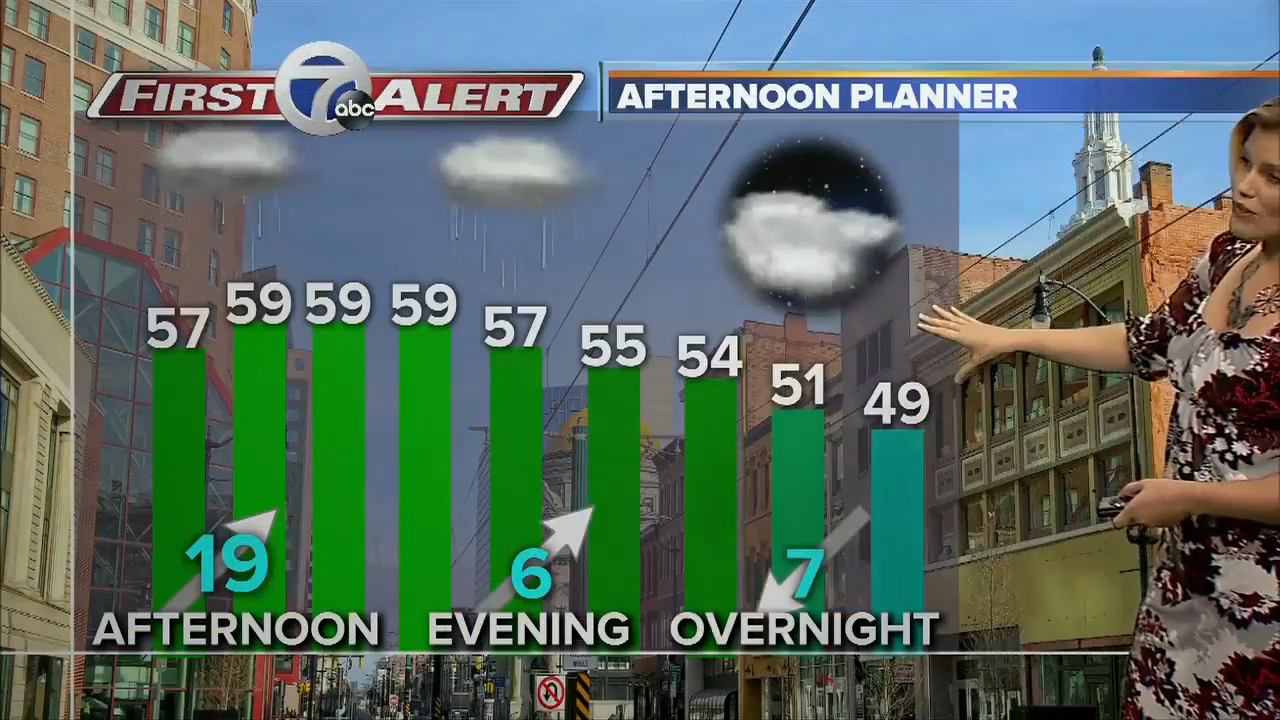 FIRST 7 abc ALERT
AFTERNOON PLANNER
57 59 59 59 57 55 54 51 49
19 6 7
AFTERNOON EVENING OVERNIGHT